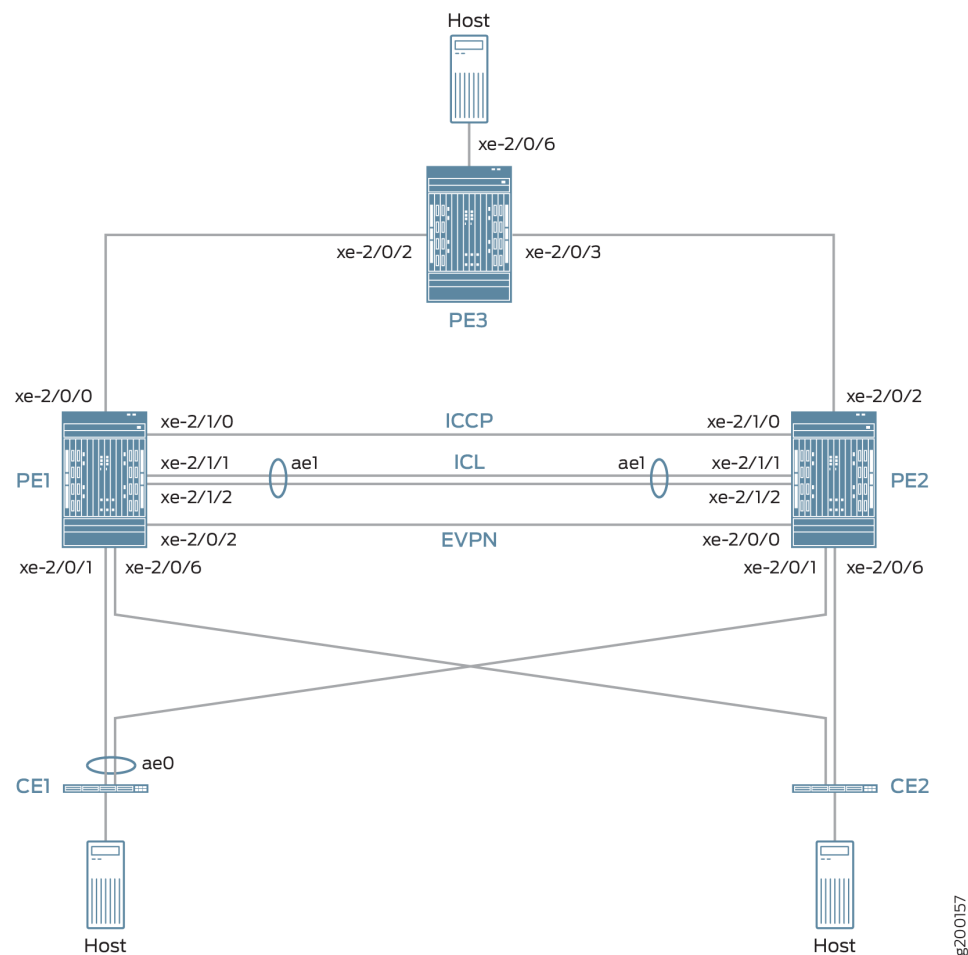 Host
xe-2/0/6
xe-2/0/2
xe-2/0/3
PE3
xe-2/0/0
xe-2/0/2
xe-2/1/0
ICCP
xe-2/1/0
xe-2/1/1
ae1
ICL
ae1
xe-2/1/1
PE1
PE2
xe-2/1/2
xe-2/1/2
xe-2/0/2
EVPN
xe-2/0/0
xe-2/0/1
xe-2/0/6
xe-2/0/1
xe-2/0/6
ae0
CE1
CE2
Host
Host
g200157